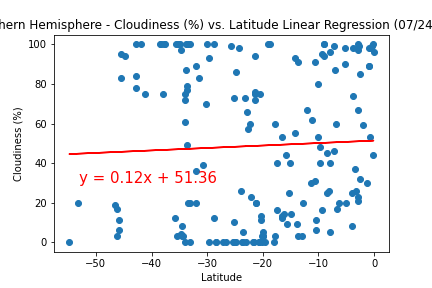 hern Hemisphere - Cloudiness (%) vs. Latitude Linear Regression (07/24
100
80
60
40
20
0
Cloudiness (%)
y = 0.12x + 51.36
−50 −40 −30 −20 −10 0
Latitude